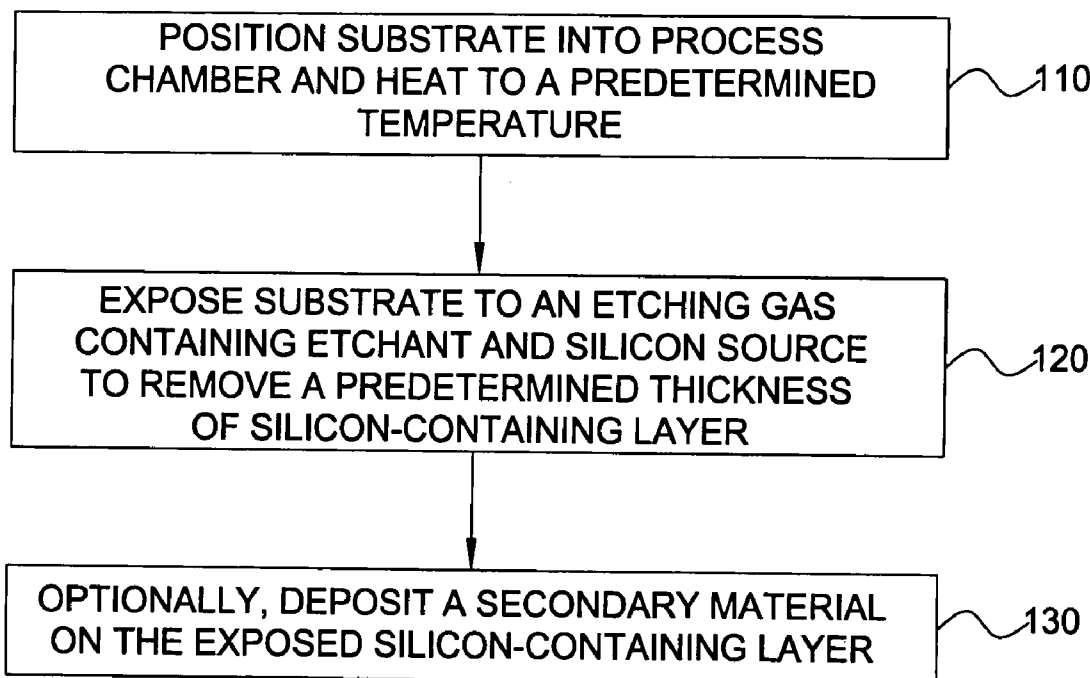 POSITION SUBSTRATE INTO PROCESS
CHAMBER AND HEAT TO A PREDETERMINED
TEMPERATURE
110
EXPOSE SUBSTRATE TO AN ETCHING GAS
CONTAINING ETCHANT AND SILICON SOURCE
TO REMOVE A PREDETERMINED THICKNESS
OF SILICON-CONTAINING LAYER
120
OPTIONALLY, DEPOSIT A SECONDARY MATERIAL
ON THE EXPOSED SILICON-CONTAINING LAYER
130